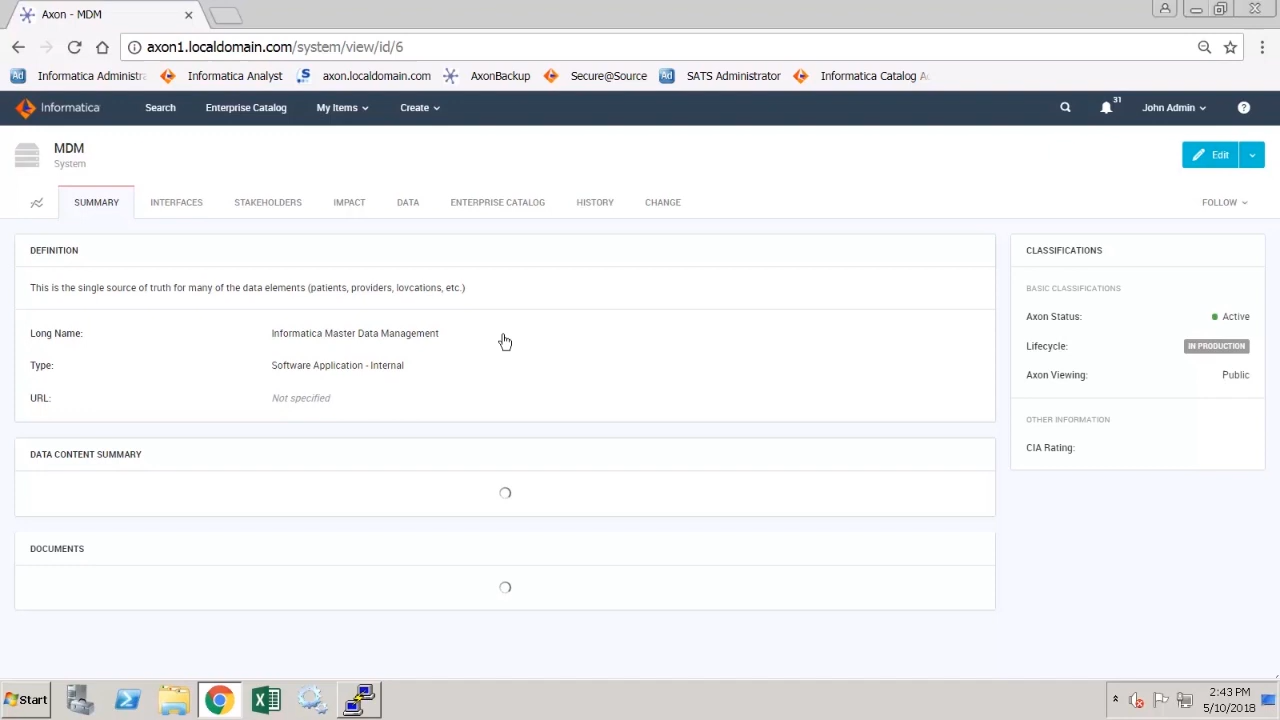 Axon - MDM
axon1.localdomain.com/system/view/id/6
Informatica Administra Informatica Analyst axon.localdomain.com AxonBackup Secure@Source SATS Administrator Informatica Catalog A
Informatica Search Enterprise Catalog My Items Create 31 John Admin ?
MDM
System
Edit
SUMMARY INTERFACES STAKEHOLDERS IMPACT DATA ENTERPRISE CATALOG HISTORY CHANGE FOLLOW
DEFINITION
This is the single source of truth for many of the data elements (patients, providers, lovcations, etc.)
Long Name: Informatica Master Data Management
Type: Software Application - Internal
URL: Not specified
DATA CONTENT SUMMARY
DOCUMENTS
CLASSIFICATIONS
BASIC CLASSIFICATIONS
Axon Status: Active
Lifecycle: IN PRODUCTION
Axon Viewing: Public
OTHER INFORMATION
CIA Rating:
Start
2:43 PM
5/10/2018